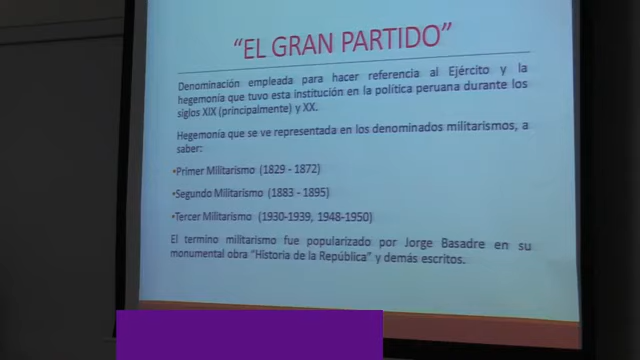 “EL GRAN PARTIDO”
Denominación empleada para hacer referencia al Ejército y la
hegemonía que tuvo esta institución en la política peruana durante los
siglos XIX (principalmente) y XX.
Hegemonía que se ve representada en los denominados militarismos, a
saber:
•Primer Militarismo (1829 - 1872)
•Segundo Militarismo (1883 - 1895)
•Tercer Militarismo (1930-1939, 1948-1950)
El termino militarismo fue popularizado por Jorge Basadre en su
monumental obra “Historia de la República” y demás escritos.